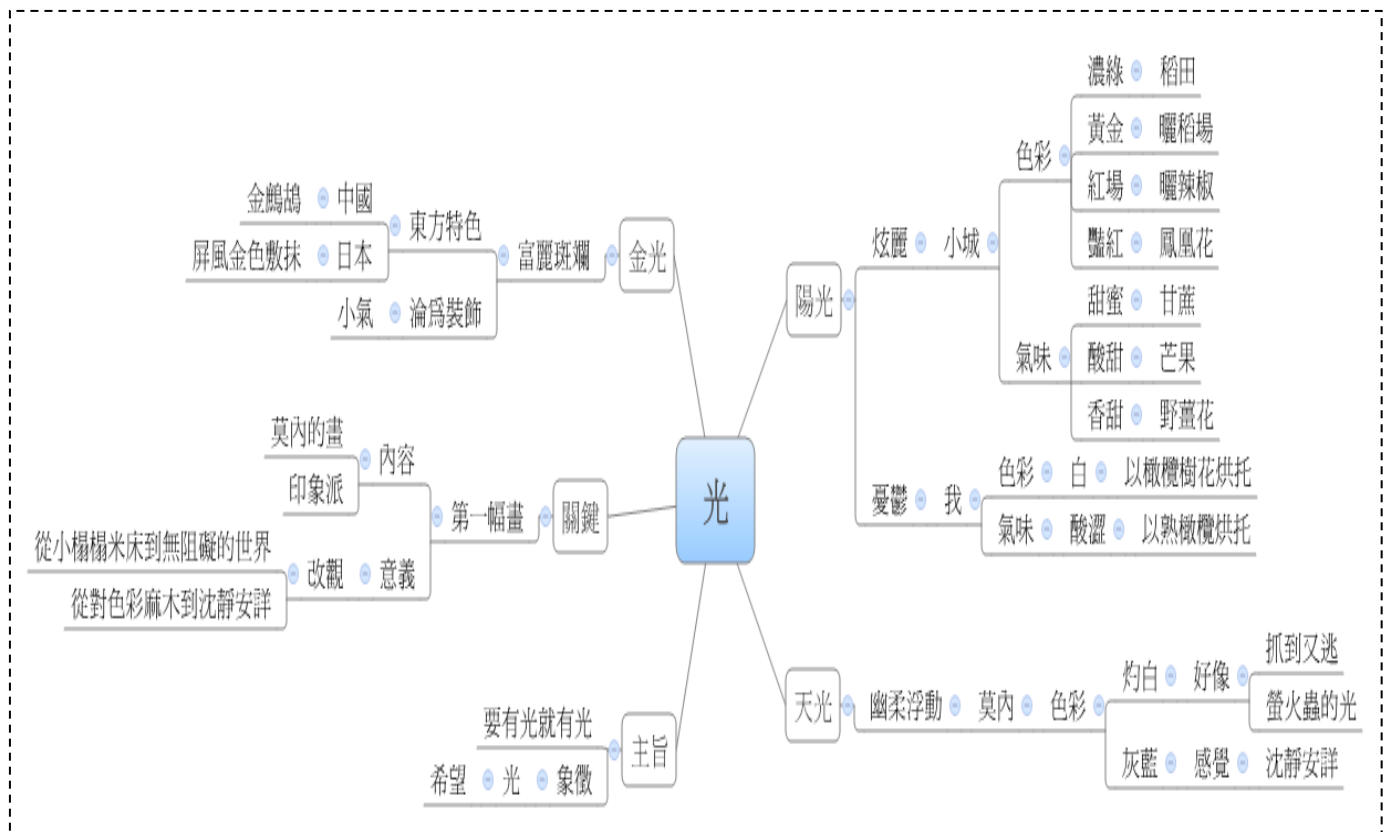 光
陽光
炫麗 小城
色彩
濃綠 稻田
黃金 曬稻場
紅場 曬辣椒
豔紅 鳳凰花
氣味
甜蜜 甘蔗
酸甜 芒果
香甜 野薑花
憂鬱 我
色彩 白 以橄欖樹花烘托
氣味 酸澀 以熟橄欖烘托
天光
幽柔浮動 莫內 色彩
灼白 好像
抓到又逃
螢火蟲的光
灰藍 感覺 沈靜安詳
金光
富麗斑斕
東方特色
中國 金鷓鴣
日本 屏風金色敷抹
淪爲裝飾 小氣
關鍵
第一幅畫
內容
莫內的畫
印象派
意義 改觀
從小榻榻米床到無阻礙的世界
從對色彩麻木到沈靜安詳
主旨
要有光就有光
象徵 光 希望